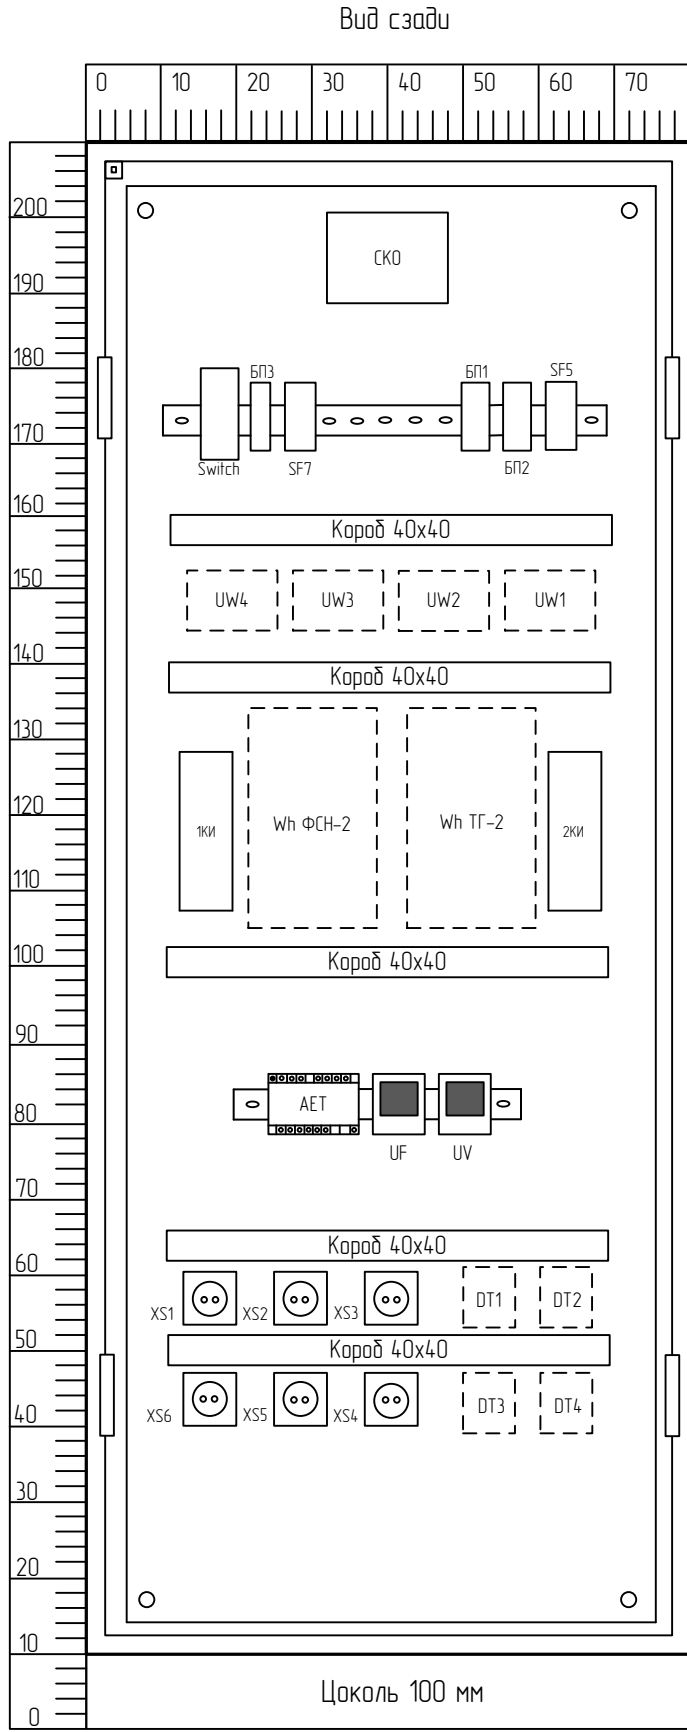 Вид сзади
0 10 20 30 40 50 60 70
200
СКО
190
180
БП3 БП1 SF5
170
Switch SF7 БП2
160
Короб 40х40
150
UW4 UW3 UW2 UW1
140
Короб 40х40
130
120
1КИ Wh ФСН-2 Wh ТГ-2 2КИ
110
100
Короб 40х40
90
АЕТ
80
UF UV
70
Короб 40х40
60
XS1 XS2 XS3 DT1 DT2
50
Короб 40х40
XS6 XS5 XS4 DT3 DT4
40
30
20
10
Цоколь 100 мм
0